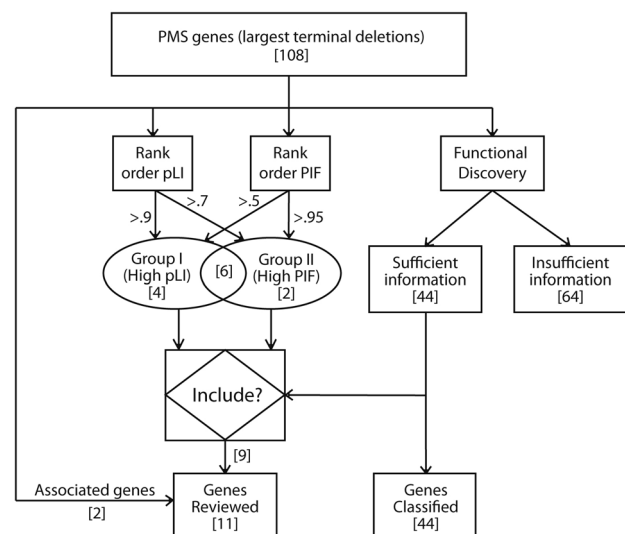 PMS genes (largest terminal deletions)
[108]
Rank
order pLI
Rank
order PIF
Functional
Discovery
>.9
>.7
>.5
>.95
Group I
(High pLI)
[4]
[6]
Group II
(High PIF)
[2]
Sufficient
information
[44]
Insufficient
information
[64]
Include?
[9]
Associated genes
[2]
Genes
Reviewed
[11]
Genes
Classified
[44]